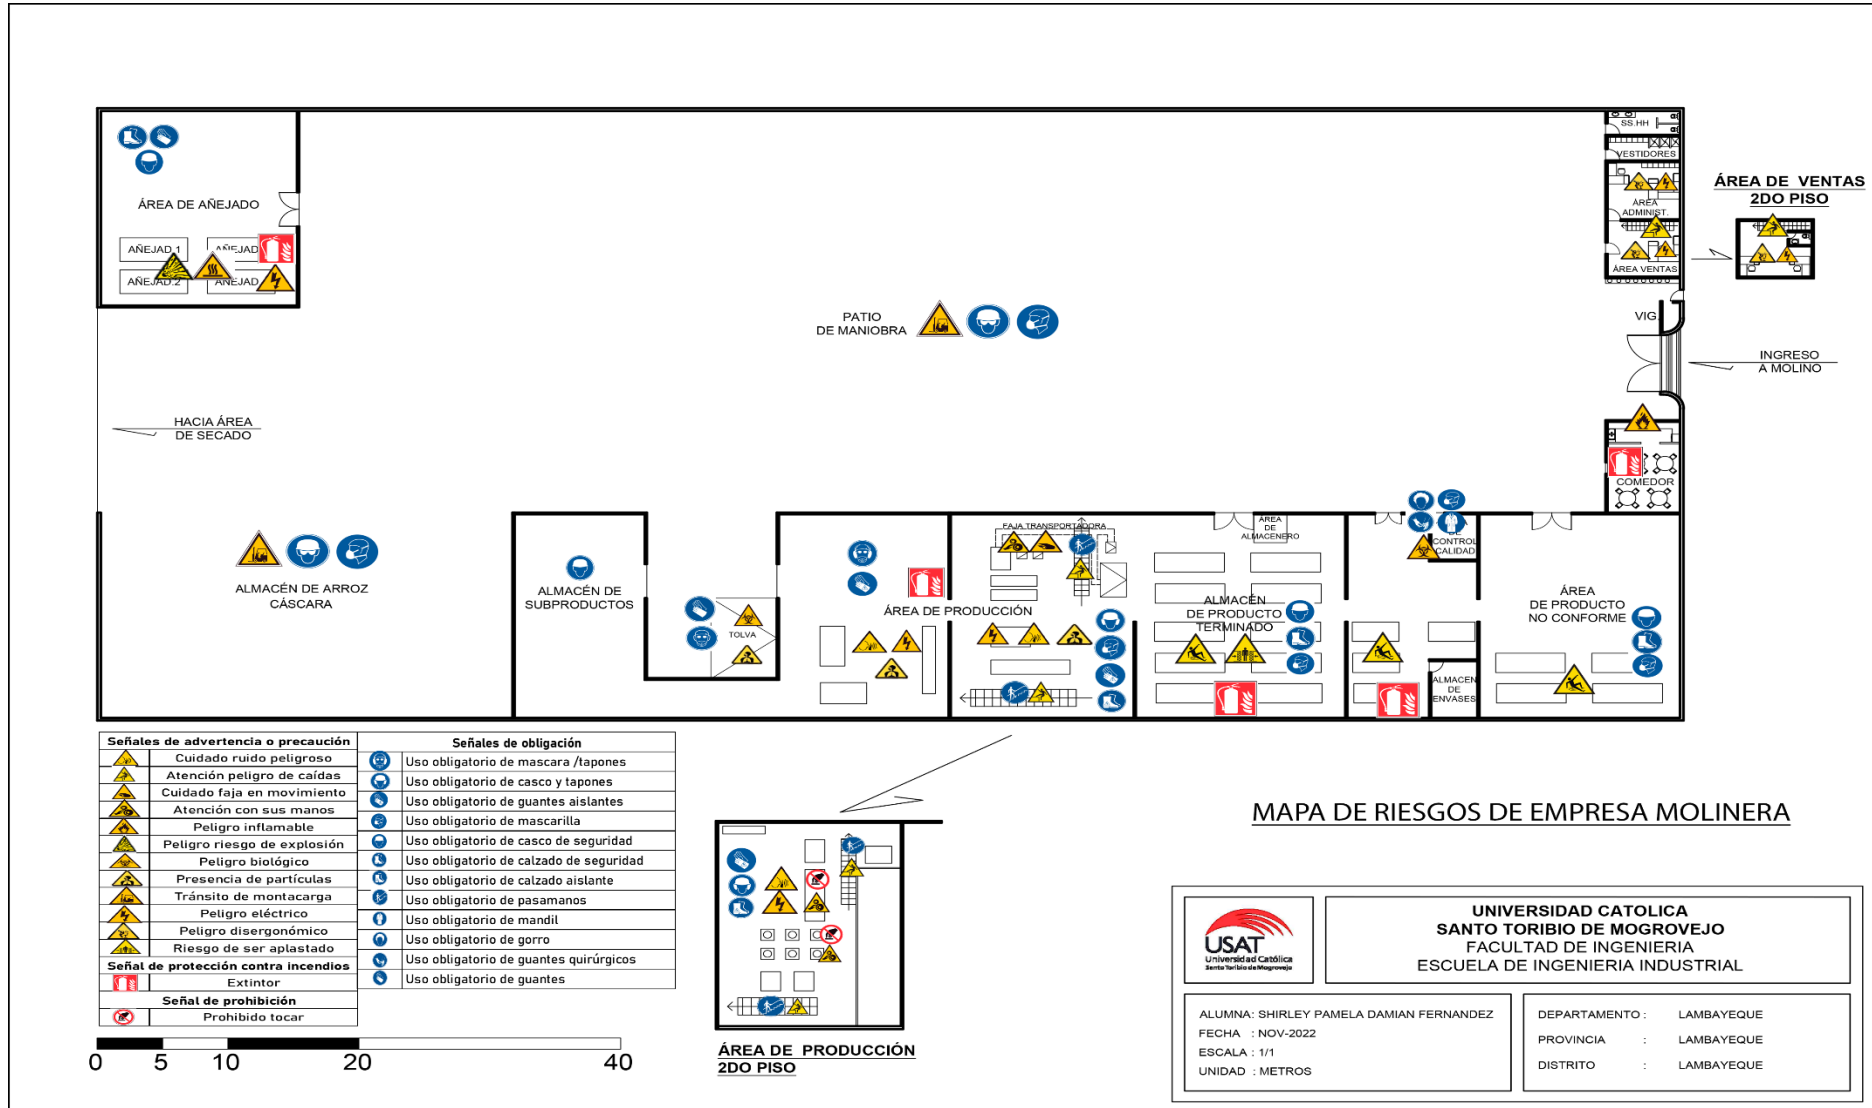 SS.HH
VESTIDORES
ÁREA
ADMINIST.
ÁREA VENTAS
ÁREA DE VENTAS
2DO PISO
ÁREA DE AÑEJADO
AÑEJAD.1
AÑEJAD
AÑEJAD.2
AÑEJAD
PATIO
DE MANIOBRA
VIG.
INGRESO
A MOLINO
HACIA ÁREA
DE SECADO
COMEDOR
ALMACÉN DE ARROZ
CÁSCARA
ALMACÉN DE
SUBPRODUCTOS
TOLVA
ÁREA DE PRODUCCIÓN
FAJA TRANSPORTADORA
ÁREA
DE
ALMACENERO
ALMACÉN
DE PRODUCTO
TERMINADO
DE
CONTROL
CALIDAD
ALMACEN
DE
ENVASES
ÁREA
DE PRODUCTO
NO CONFORME
Señales de advertencia o precaución
Cuidado ruido peligroso
Atención peligro de caídas
Cuidado faja en movimiento
Atención con sus manos
Peligro inflamable
Peligro riesgo de explosión
Peligro biológico
Presencia de partículas
Tránsito de montacarga
Peligro eléctrico
Peligro disergonómico
Riesgo de ser aplastado
Señal de protección contra incendios
Extintor
Señal de prohibición
Prohibido tocar
Señales de obligación
Uso obligatorio de mascara /tapones
Uso obligatorio de casco y tapones
Uso obligatorio de guantes aislantes
Uso obligatorio de mascarilla
Uso obligatorio de casco de seguridad
Uso obligatorio de calzado de seguridad
Uso obligatorio de calzado aislante
Uso obligatorio de pasamanos
Uso obligatorio de mandil
Uso obligatorio de gorro
Uso obligatorio de guantes quirúrgicos
Uso obligatorio de guantes
0 5 10 20 40
ÁREA DE PRODUCCIÓN
2DO PISO
MAPA DE RIESGOS DE EMPRESA MOLINERA
USAT
Universidad Católica
Santo Toribio de Mogrovejo
UNIVERSIDAD CATOLICA
SANTO TORIBIO DE MOGROVEJO
FACULTAD DE INGENIERIA
ESCUELA DE INGENIERIA INDUSTRIAL
ALUMNA: SHIRLEY PAMELA DAMIAN FERNANDEZ
FECHA : NOV-2022
ESCALA : 1/1
UNIDAD : METROS
DEPARTAMENTO : LAMBAYEQUE
PROVINCIA : LAMBAYEQUE
DISTRITO : LAMBAYEQUE